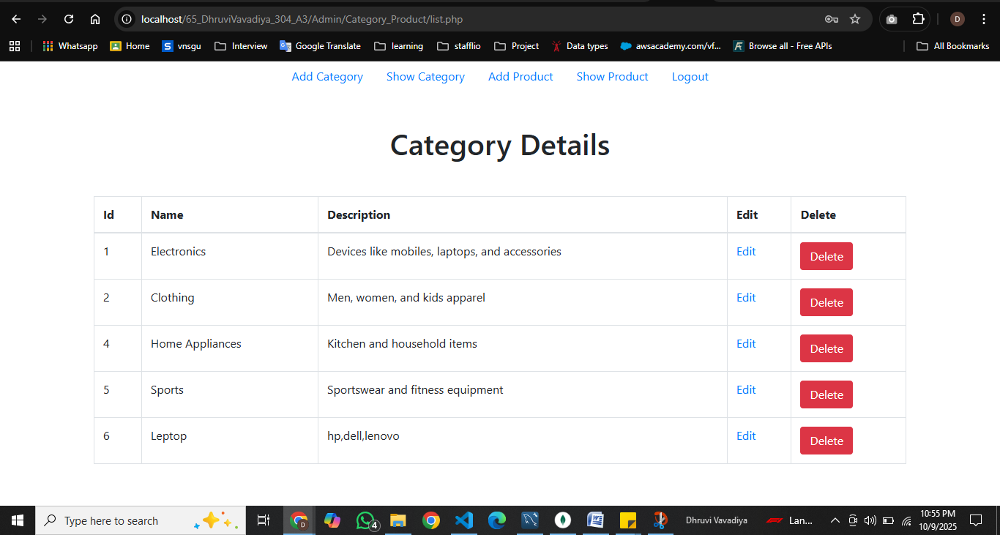 localhost/65_DhruviVavadiya_304_A3/Admin/Category_Product/list.php
D
Whatsapp Home S vnsgu Interview Google Translate learning stafflio Project Data types awsacademy.com/vf... Browse all - Free APIs All Bookmarks
Add Category Show Category Add Product Show Product Logout
Category Details
Id Name Description Edit Delete
1 Electronics Devices like mobiles, laptops, and accessories Edit Delete
2 Clothing Men, women, and kids apparel Edit Delete
4 Home Appliances Kitchen and household items Edit Delete
5 Sports Sportswear and fitness equipment Edit Delete
6 Leptop hp,dell,lenovo Edit Delete
Type here to search D 4 W Dhruvi Vavadiya Lan... 10:55 PM
10/9/2025